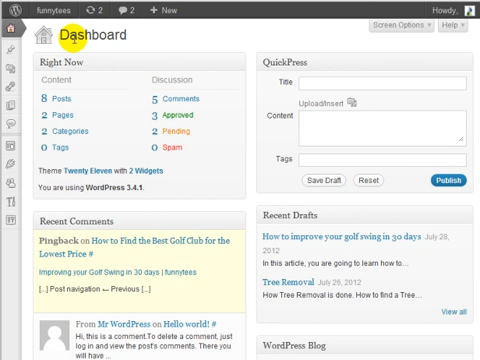 funnytees 2 2 + New Howdy,
Screen Options Help
Dashboard
Right Now
Content Discussion
8 Posts 5 Comments
2 Pages 3 Approved
2 Categories 2 Pending
0 Tags 0 Spam
Theme Twenty Eleven with 2 Widgets
You are using WordPress 3.4.1.
QuickPress
Title
Upload/Insert
Content
Tags
Save Draft Reset Publish
Recent Comments
Pingback on How to Find the Best Golf Club for the
Lowest Price #
Improving your Golf Swing in 30 days | funnytees
[...] Post navigation ← Previous [...]
From Mr WordPress on Hello world! #
Hi, this is a comment.To delete a comment, just
log in and view the post's comments. There you
will have ...
Recent Drafts
How to improve your golf swing in 30 days July 28,
2012
In this article, you are going to learn how to...
Tree Removal July 26, 2012
How Tree Removal is done. How to find a Tree...
View all
WordPress Blog